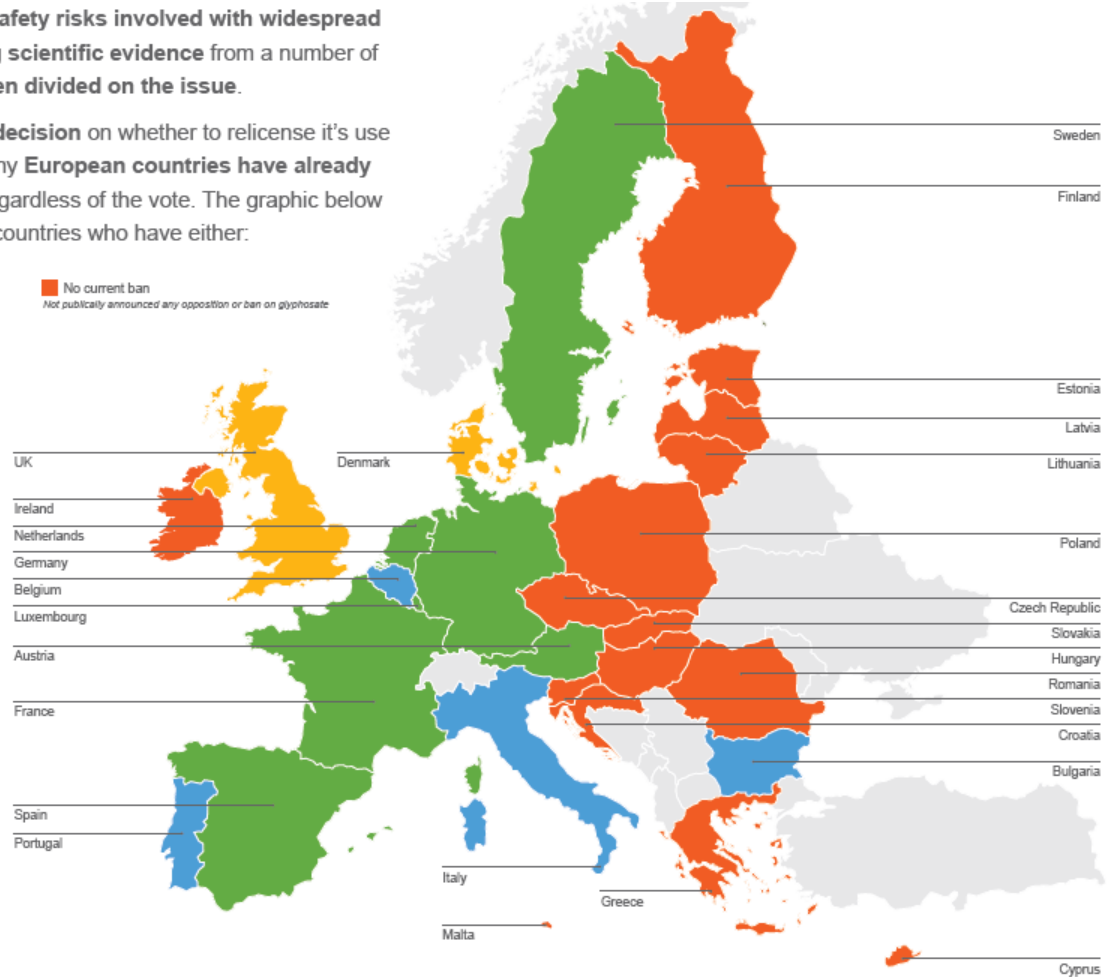 afety risks involved with widespread
g scientific evidence from a number of
en divided on the issue.
decision on whether to relicense it's use
ny European countries have already
gardless of the vote. The graphic below
countries who have either:
No current ban
Not publically announced any opposition or ban on glyphosate
Sweden
Finland
Estonia
Latvia
Lithuania
Poland
Czech Republic
Slovakia
Hungary
Romania
Slovenia
Croatia
Bulgaria
Cyprus
UK
Ireland
Netherlands
Germany
Belgium
Luxembourg
Austria
France
Spain
Portugal
Denmark
Italy
Greece
Malta